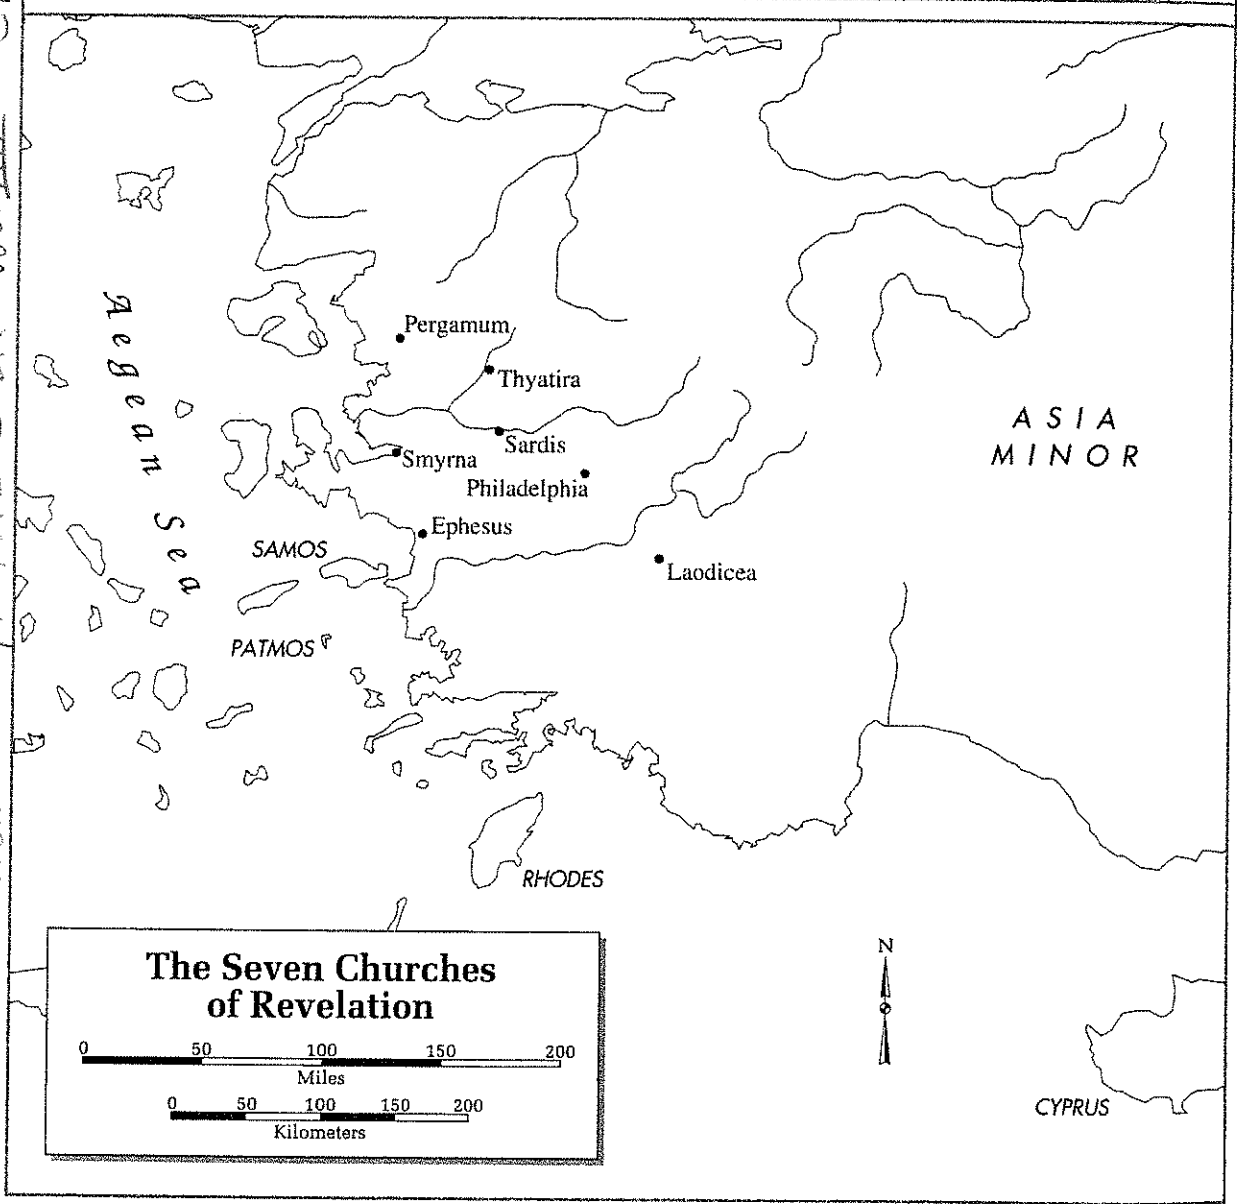 Aegean Sea
Pergamum
Thyatira
ASIA
MINOR
Sardis
Smyrna
Philadelphia
Ephesus
SAMOS
Laodicea
PATMOS
RHODES
The Seven Churches
of Revelation
0 50 100 150 200
Miles
0 50 100 150 200
Kilometers
N
CYPRUS